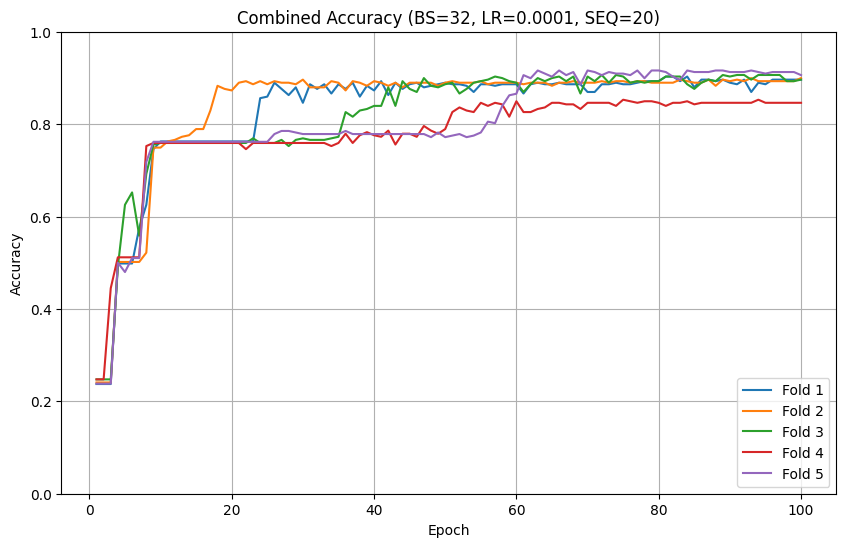 Combined Accuracy (BS=32, LR=0.0001, SEQ=20)
1.0
0.8
0.6
0.4
0.2
0.0
Accuracy
0 20 40 60 80 100
Epoch
Fold 1
Fold 2
Fold 3
Fold 4
Fold 5